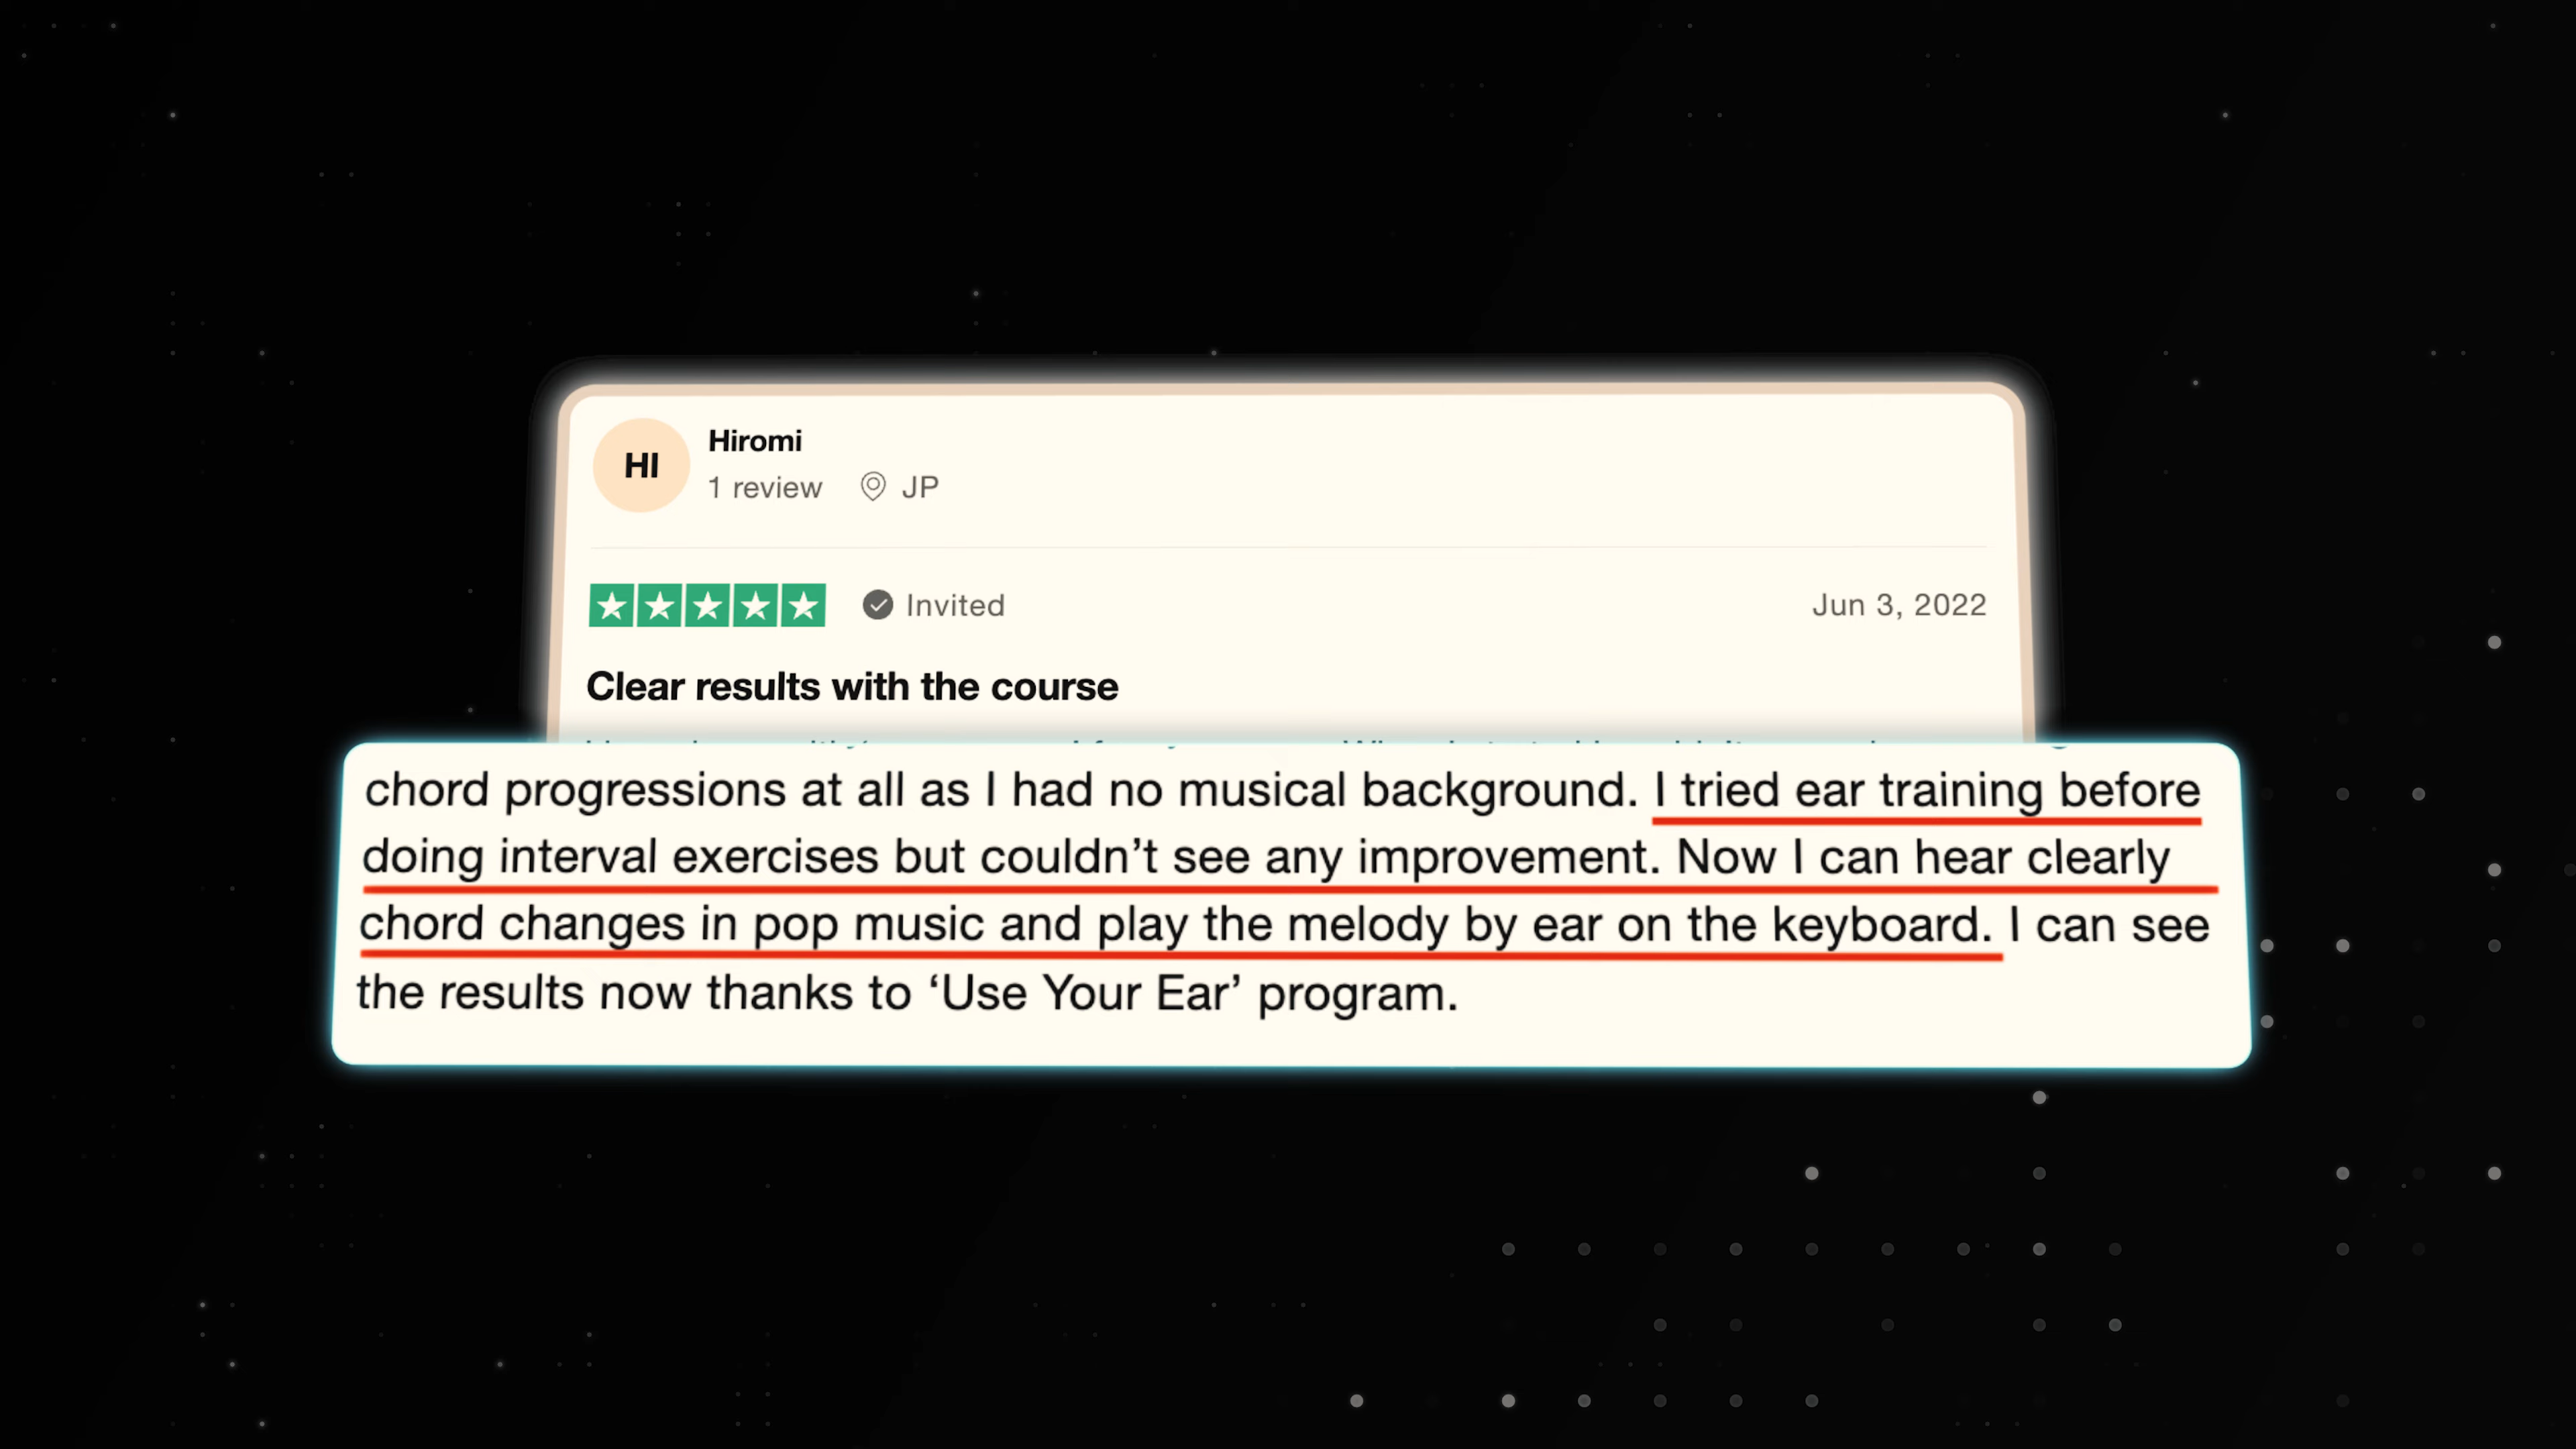 HI
Hiromi
1 review JP
Invited
Jun 3, 2022
Clear results with the course
chord progressions at all as I had no musical background. I tried ear training before
doing interval exercises but couldn’t see any improvement. Now I can hear clearly
chord changes in pop music and play the melody by ear on the keyboard. I can see
the results now thanks to ‘Use Your Ear’ program.